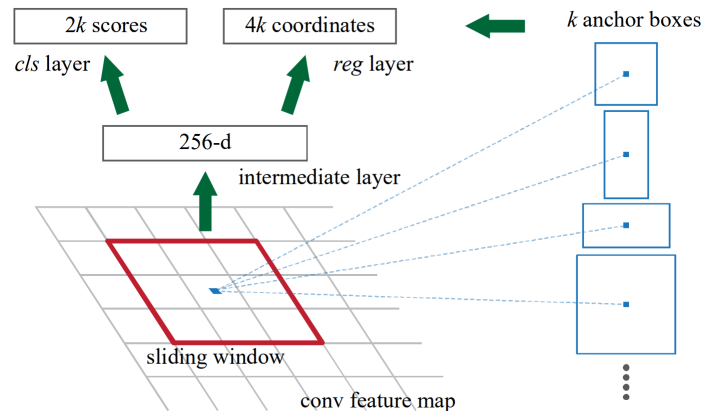 2k scores
4k coordinates
k anchor boxes
cls layer
reg layer
256-d
intermediate layer
sliding window
conv feature map